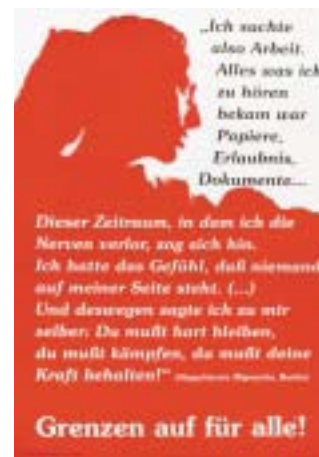 „Ich suchte
also Arbeit.
Alles was ich
zu hören
bekam war
Papiere,
Erlaubnis,
Dokumente...
Dieser Zeitraum, in dem ich die
Nerven verlor, zog sich hin.
Ich hatte das Gefühl, daß niemand
auf meiner Seite steht. (...)
Und deswegen sagte ich zu mir
selber: Du mußt hart bleiben,
du mußt kämpfen, du mußt deine
Kraft behalten!“
Grenzen auf für alle!